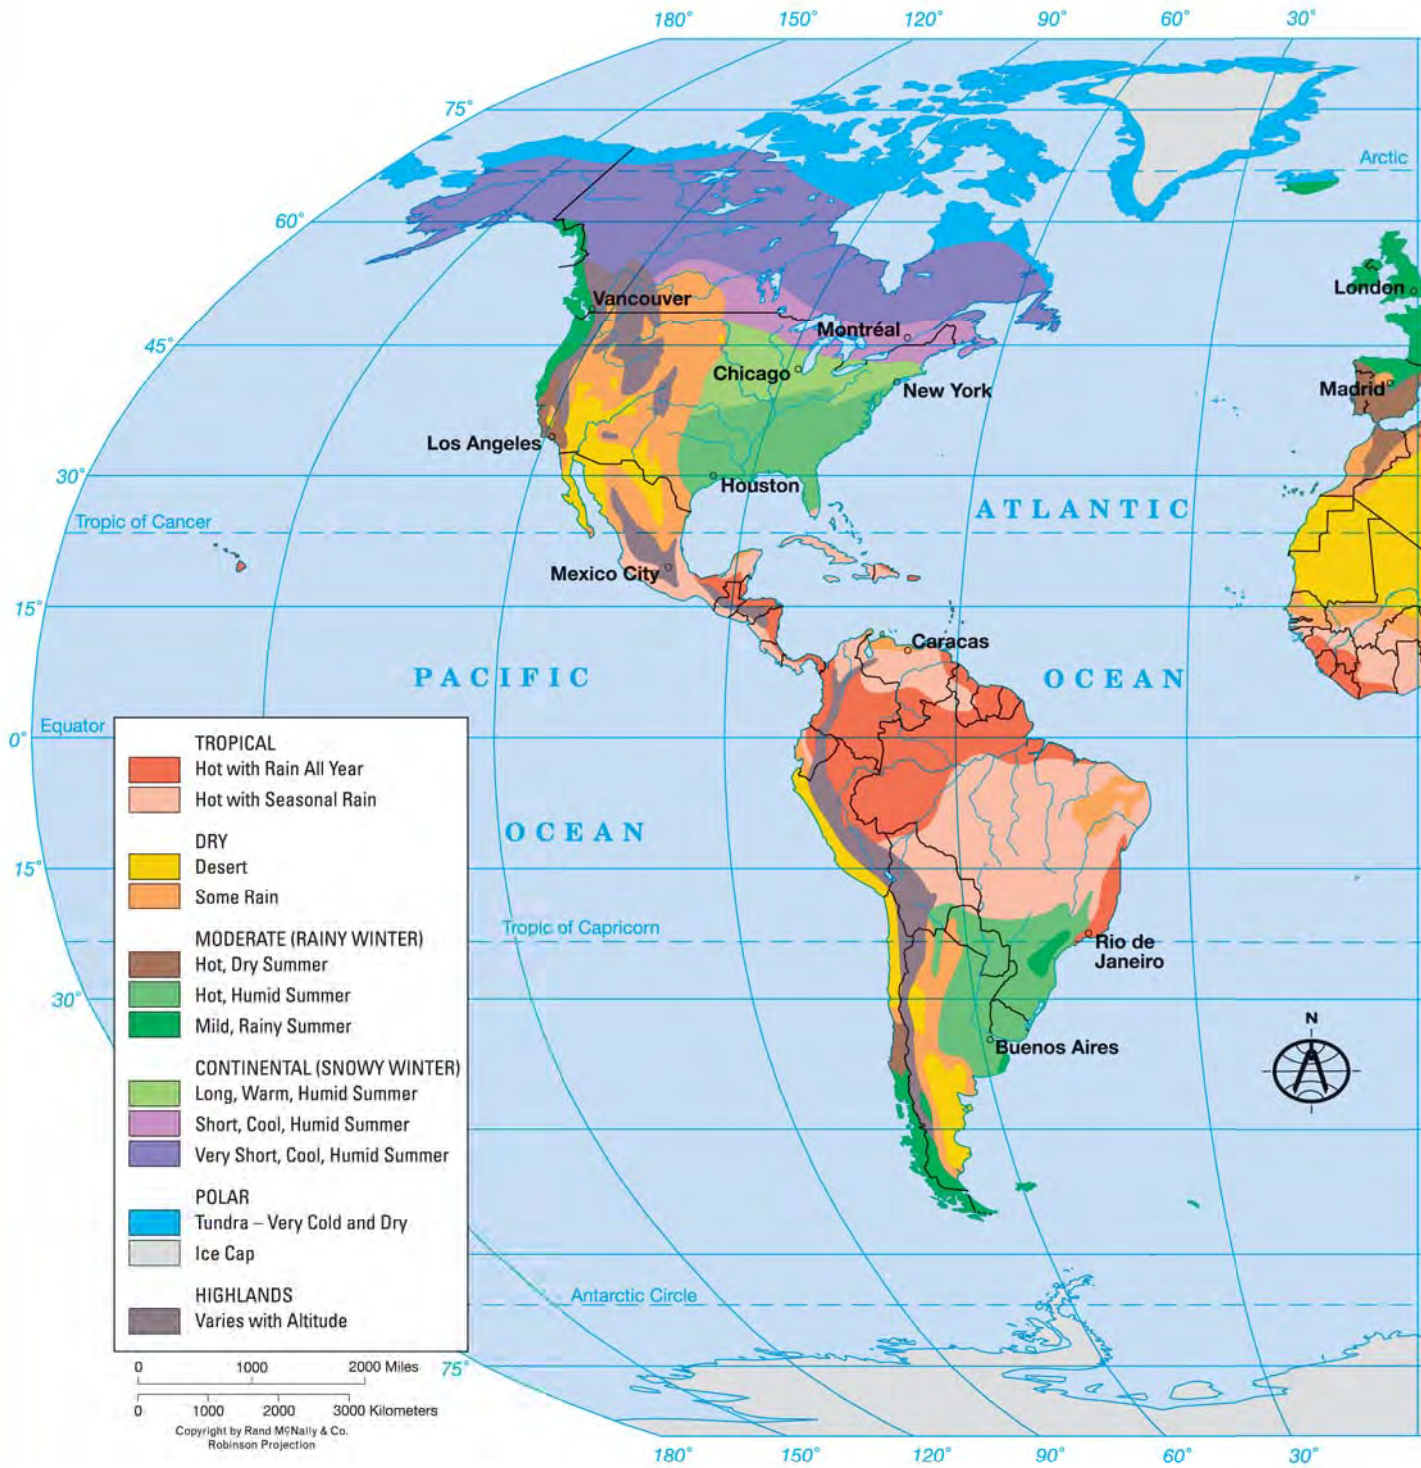 180° 150° 120° 90° 60° 30°
75°
Arctic
60°
London
Vancouver
Montréal
45°
Chicago
New York
Madrid
Los Angeles
30°
Houston
ATLANTIC
Tropic of Cancer
Mexico City
15°
Caracas
PACIFIC
OCEAN
Equator
0°
OCEAN
15°
Tropic of Capricorn
Rio de
Janeiro
30°
N
Buenos Aires
Antarctic Circle
75°
TROPICAL
Hot with Rain All Year
Hot with Seasonal Rain
DRY
Desert
Some Rain
MODERATE (RAINY WINTER)
Hot, Dry Summer
Hot, Humid Summer
Mild, Rainy Summer
CONTINENTAL (SNOWY WINTER)
Long, Warm, Humid Summer
Short, Cool, Humid Summer
Very Short, Cool, Humid Summer
POLAR
Tundra – Very Cold and Dry
Ice Cap
HIGHLANDS
Varies with Altitude
0 1000 2000 Miles
0 1000 2000 3000 Kilometers
Copyright by Rand McNally & Co.
Robinson Projection
180° 150° 120° 90° 60° 30°